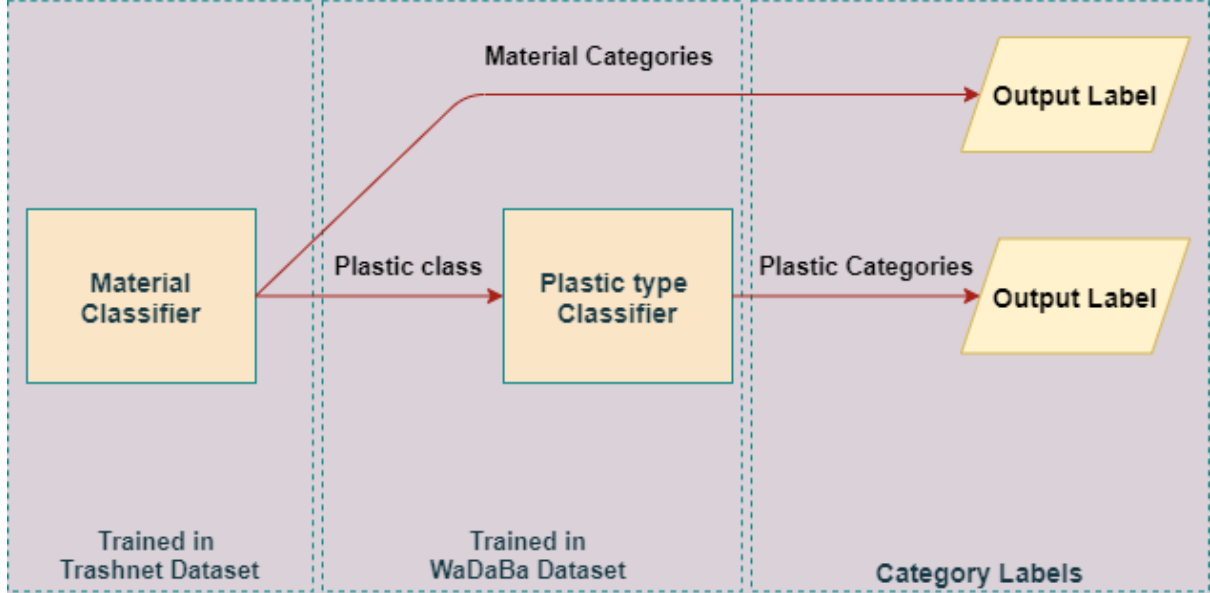 Material Categories
Output Label
Material
Classifier
Plastic class
Plastic type
Classifier
Plastic Categories
Output Label
Trained in
Trashnet Dataset
Trained in
WaDaBa Dataset
Category Labels